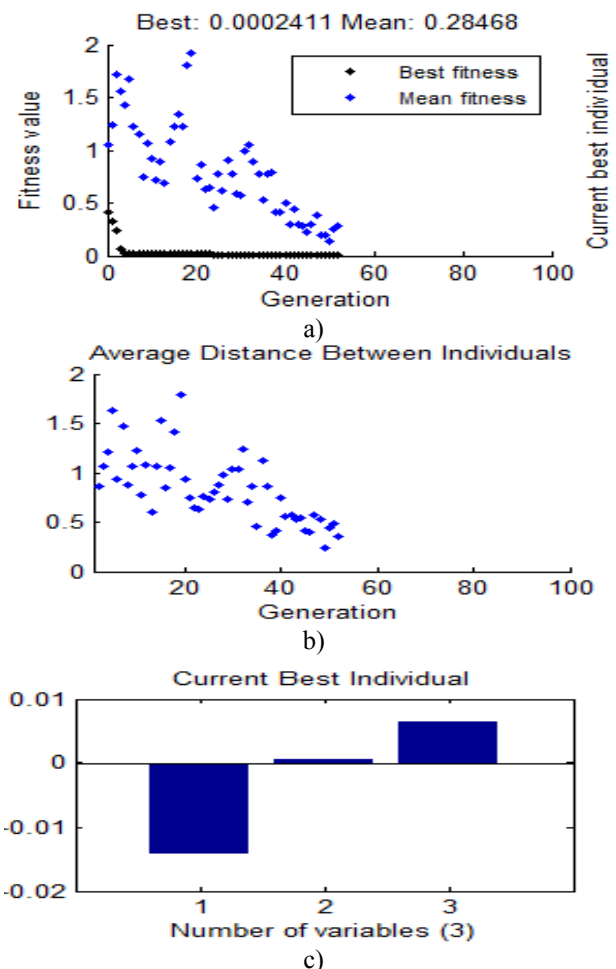 Best: 0.0002411 Mean: 0.28468
2
1.5
1
0.5
0
Fitness value
Best fitness
Mean fitness
Current best individual
0 20 40 60 80 100
Generation
a)
Average Distance Between Individuals
2
1.5
1
0.5
0
20 40 60 80 100
Generation
b)
Current Best Individual
0.01
0
-0.01
-0.02
1 2 3
Number of variables (3)
c)